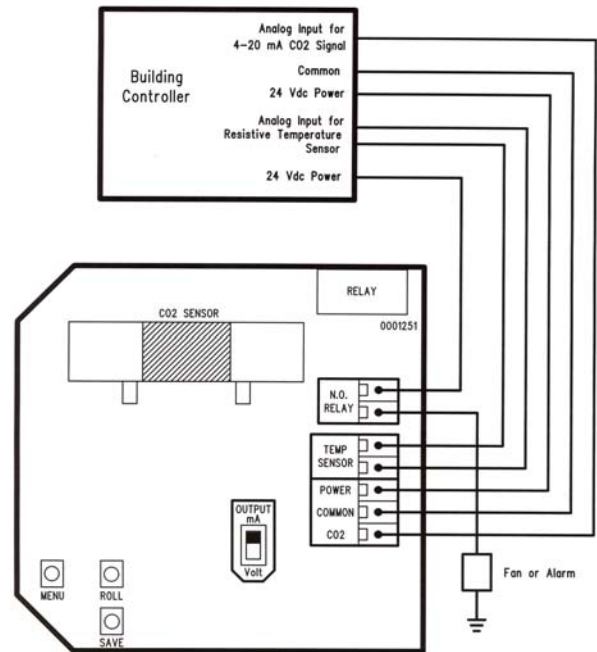 Analog Input for
4-20 mA CO2 Signal
Common
24 Vdc Power
Analog Input for
Resistive Temperature
Sensor
24 Vdc Power
Building
Controller
RELAY
0001251
CO2 SENSOR
N.O.
RELAY
TEMP
SENSOR
POWER
COMMON
CO2
OUTPUT
mA
Volt
MENU
ROLL
SAVE
Fan or Alarm